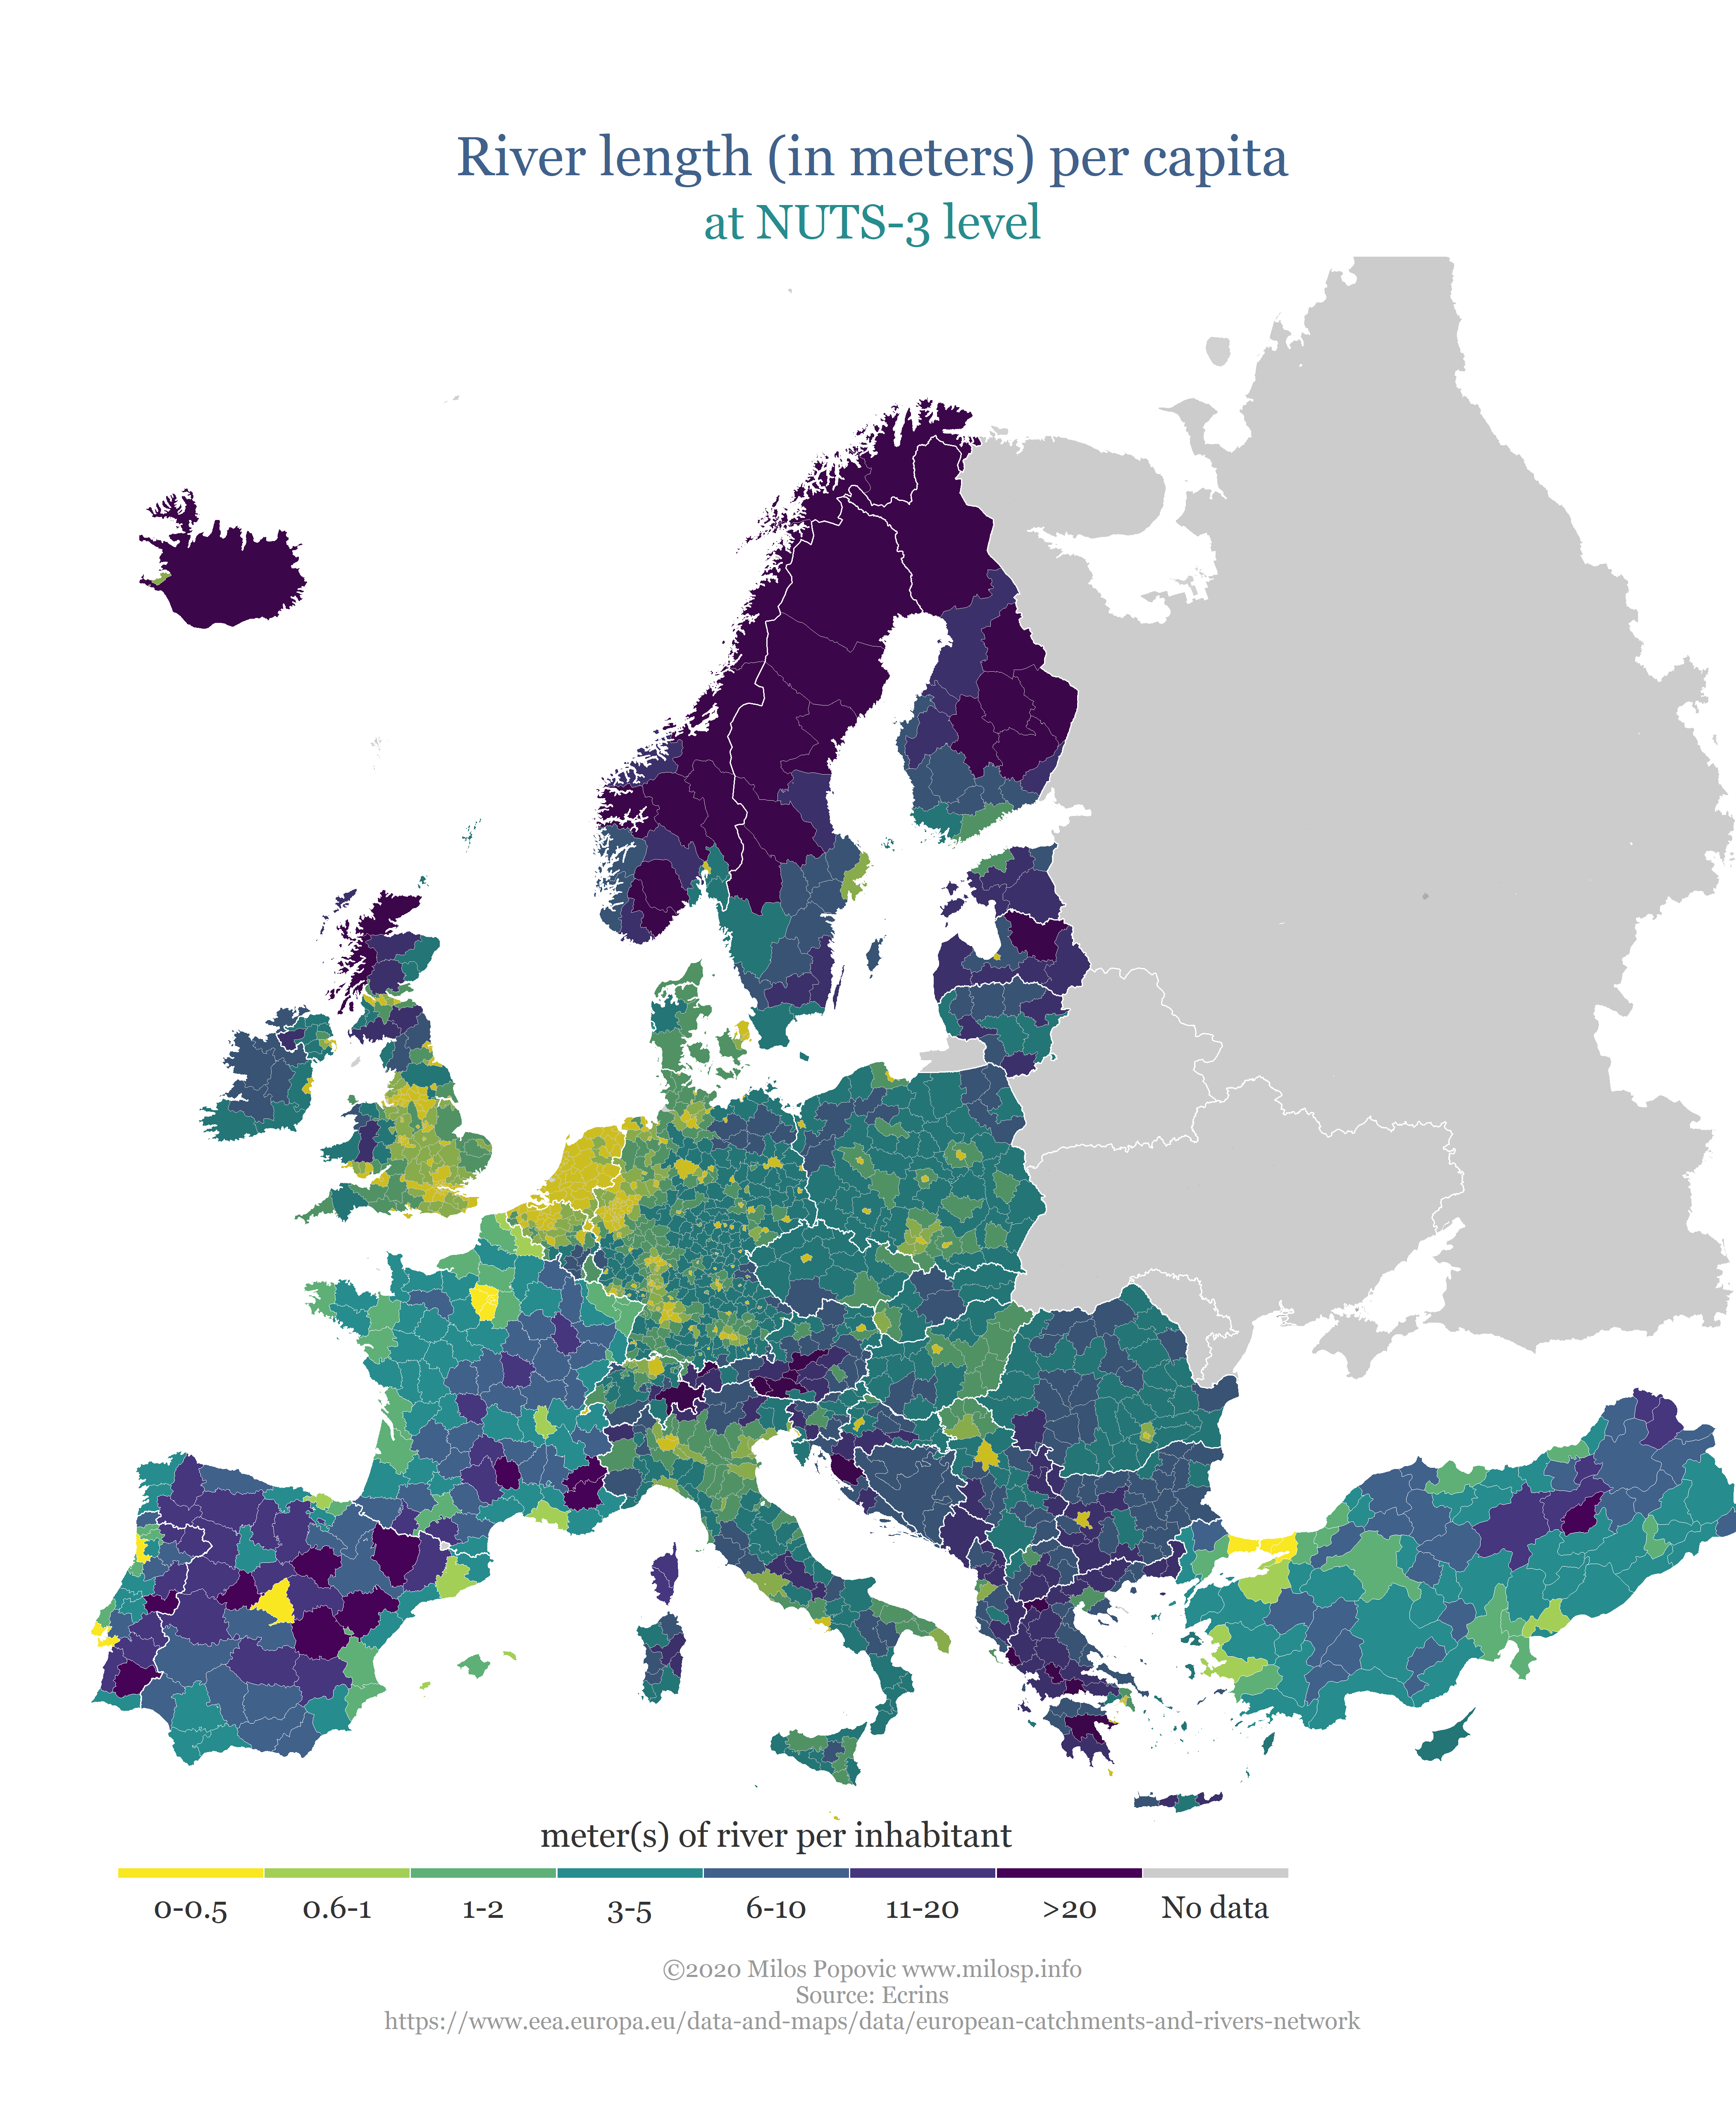 River length (in meters) per capita
at NUTS-3 level
meter(s) of river per inhabitant
0-0.5 0.6-1 1-2 3-5 6-10 11-20 >20 No data
©2020 Milos Popovic www.milosp.info
Source: Ecrins
https://www.eea.europa.eu/data-and-maps/data/european-catchments-and-rivers-network